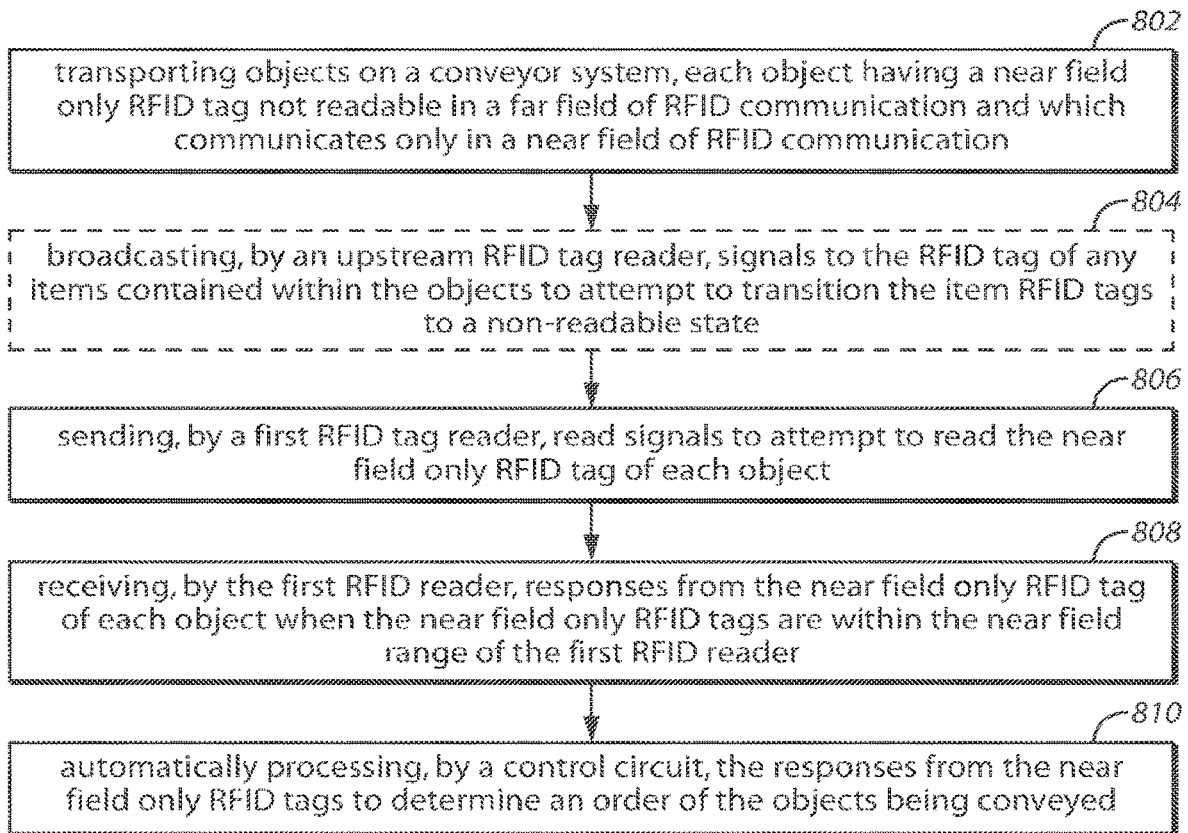 802
transporting objects on a conveyor system, each object having a near field
only RFID tag not readable in a far field of RFID communication and which
communicates only in a near field of RFID communication
804
broadcasting, by an upstream RFID tag reader, signals to the RFID tag of any
items contained within the objects to attempt to transition the item RFID tags
to a non-readable state
806
sending, by a first RFID tag reader, read signals to attempt to read the near
field only RFID tag of each object
808
receiving, by the first RFID reader, responses from the near field only RFID tag
of each object when the near field only RFID tags are within the near field
range of the first RFID reader
810
automatically processing, by a control circuit, the responses from the near
field only RFID tags to determine an order of the objects being conveyed